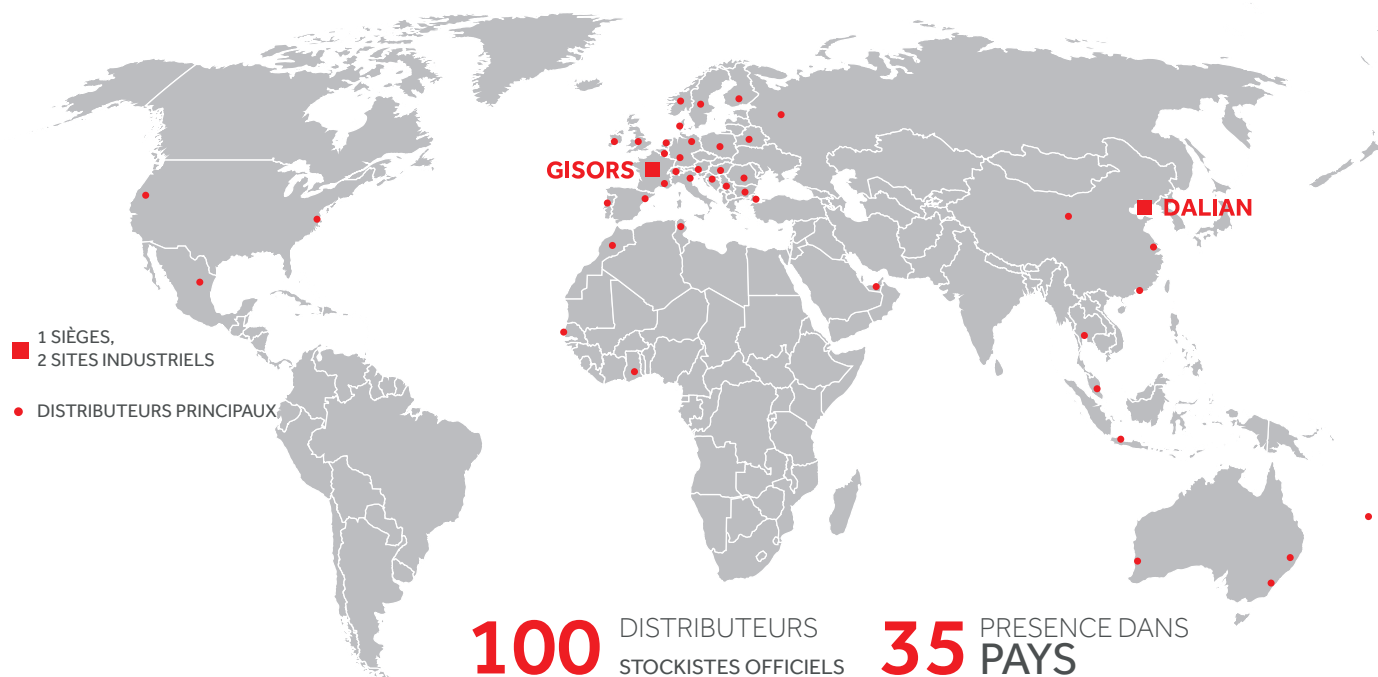 GISORS
DALIAN
1 SIÈGES,
2 SITES INDUSTRIELS
DISTRIBUTEURS PRINCIPAUX
100 DISTRIBUTEURS
STOCKISTES OFFICIELS
35 PRESENCE DANS
PAYS